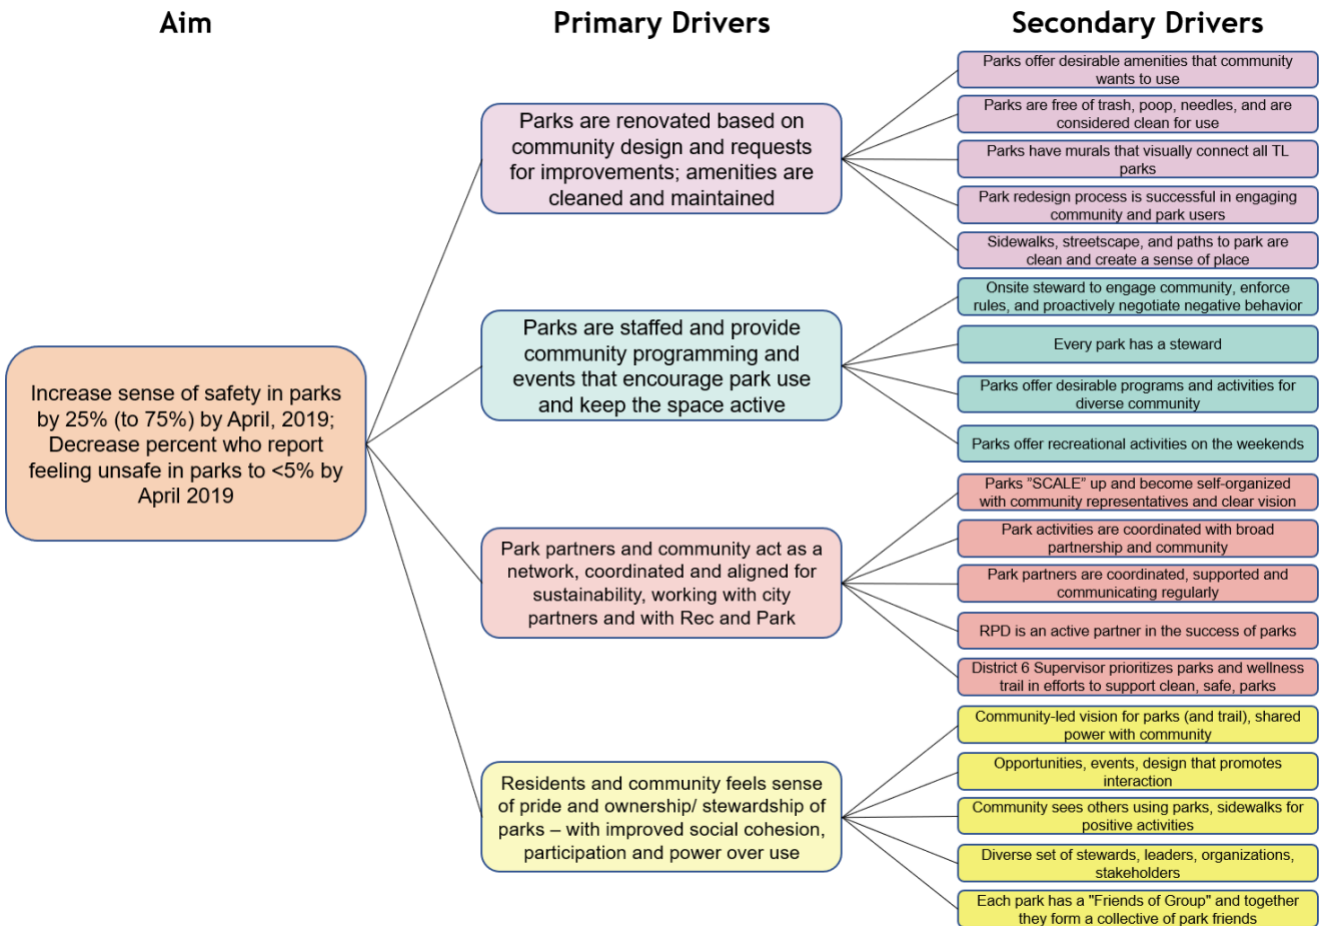 Aim
Primary Drivers
Secondary Drivers
Increase sense of safety in parks
by 25% (to 75%) by April, 2019;
Decrease percent who report
feeling unsafe in parks to <5% by
April 2019
Parks are renovated based on
community design and requests
for improvements; amenities are
cleaned and maintained
Parks are staffed and provide
community programming and
events that encourage park use
and keep the space active
Park partners and community act as a
network, coordinated and aligned for
sustainability, working with city
partners and with Rec and Park
Residents and community feels sense
of pride and ownership/ stewardship of
parks – with improved social cohesion,
participation and power over use
Parks offer desirable amenities that community
wants to use
Parks are free of trash, poop, needles, and are
considered clean for use
Parks have murals that visually connect all TL
parks
Park redesign process is successful in engaging
community and park users
Sidewalks, streetscape, and paths to park are
clean and create a sense of place
Onsite steward to engage community, enforce
rules, and proactively negotiate negative behavior
Every park has a steward
Parks offer desirable programs and activities for
diverse community
Parks offer recreational activities on the weekends
Parks ”SCALE” up and become self-organized
with community representatives and clear vision
Park activities are coordinated with broad
partnership and community
Park partners are coordinated, supported and
communicating regularly
RPD is an active partner in the success of parks
District 6 Supervisor prioritizes parks and wellness
trail in efforts to support clean, safe, parks
Community-led vision for parks (and trail), shared
power with community
Opportunities, events, design that promotes
interaction
Community sees others using parks, sidewalks for
positive activities
Diverse set of stewards, leaders, organizations,
stakeholders
Each park has a "Friends of Group" and together
they form a collective of park friends